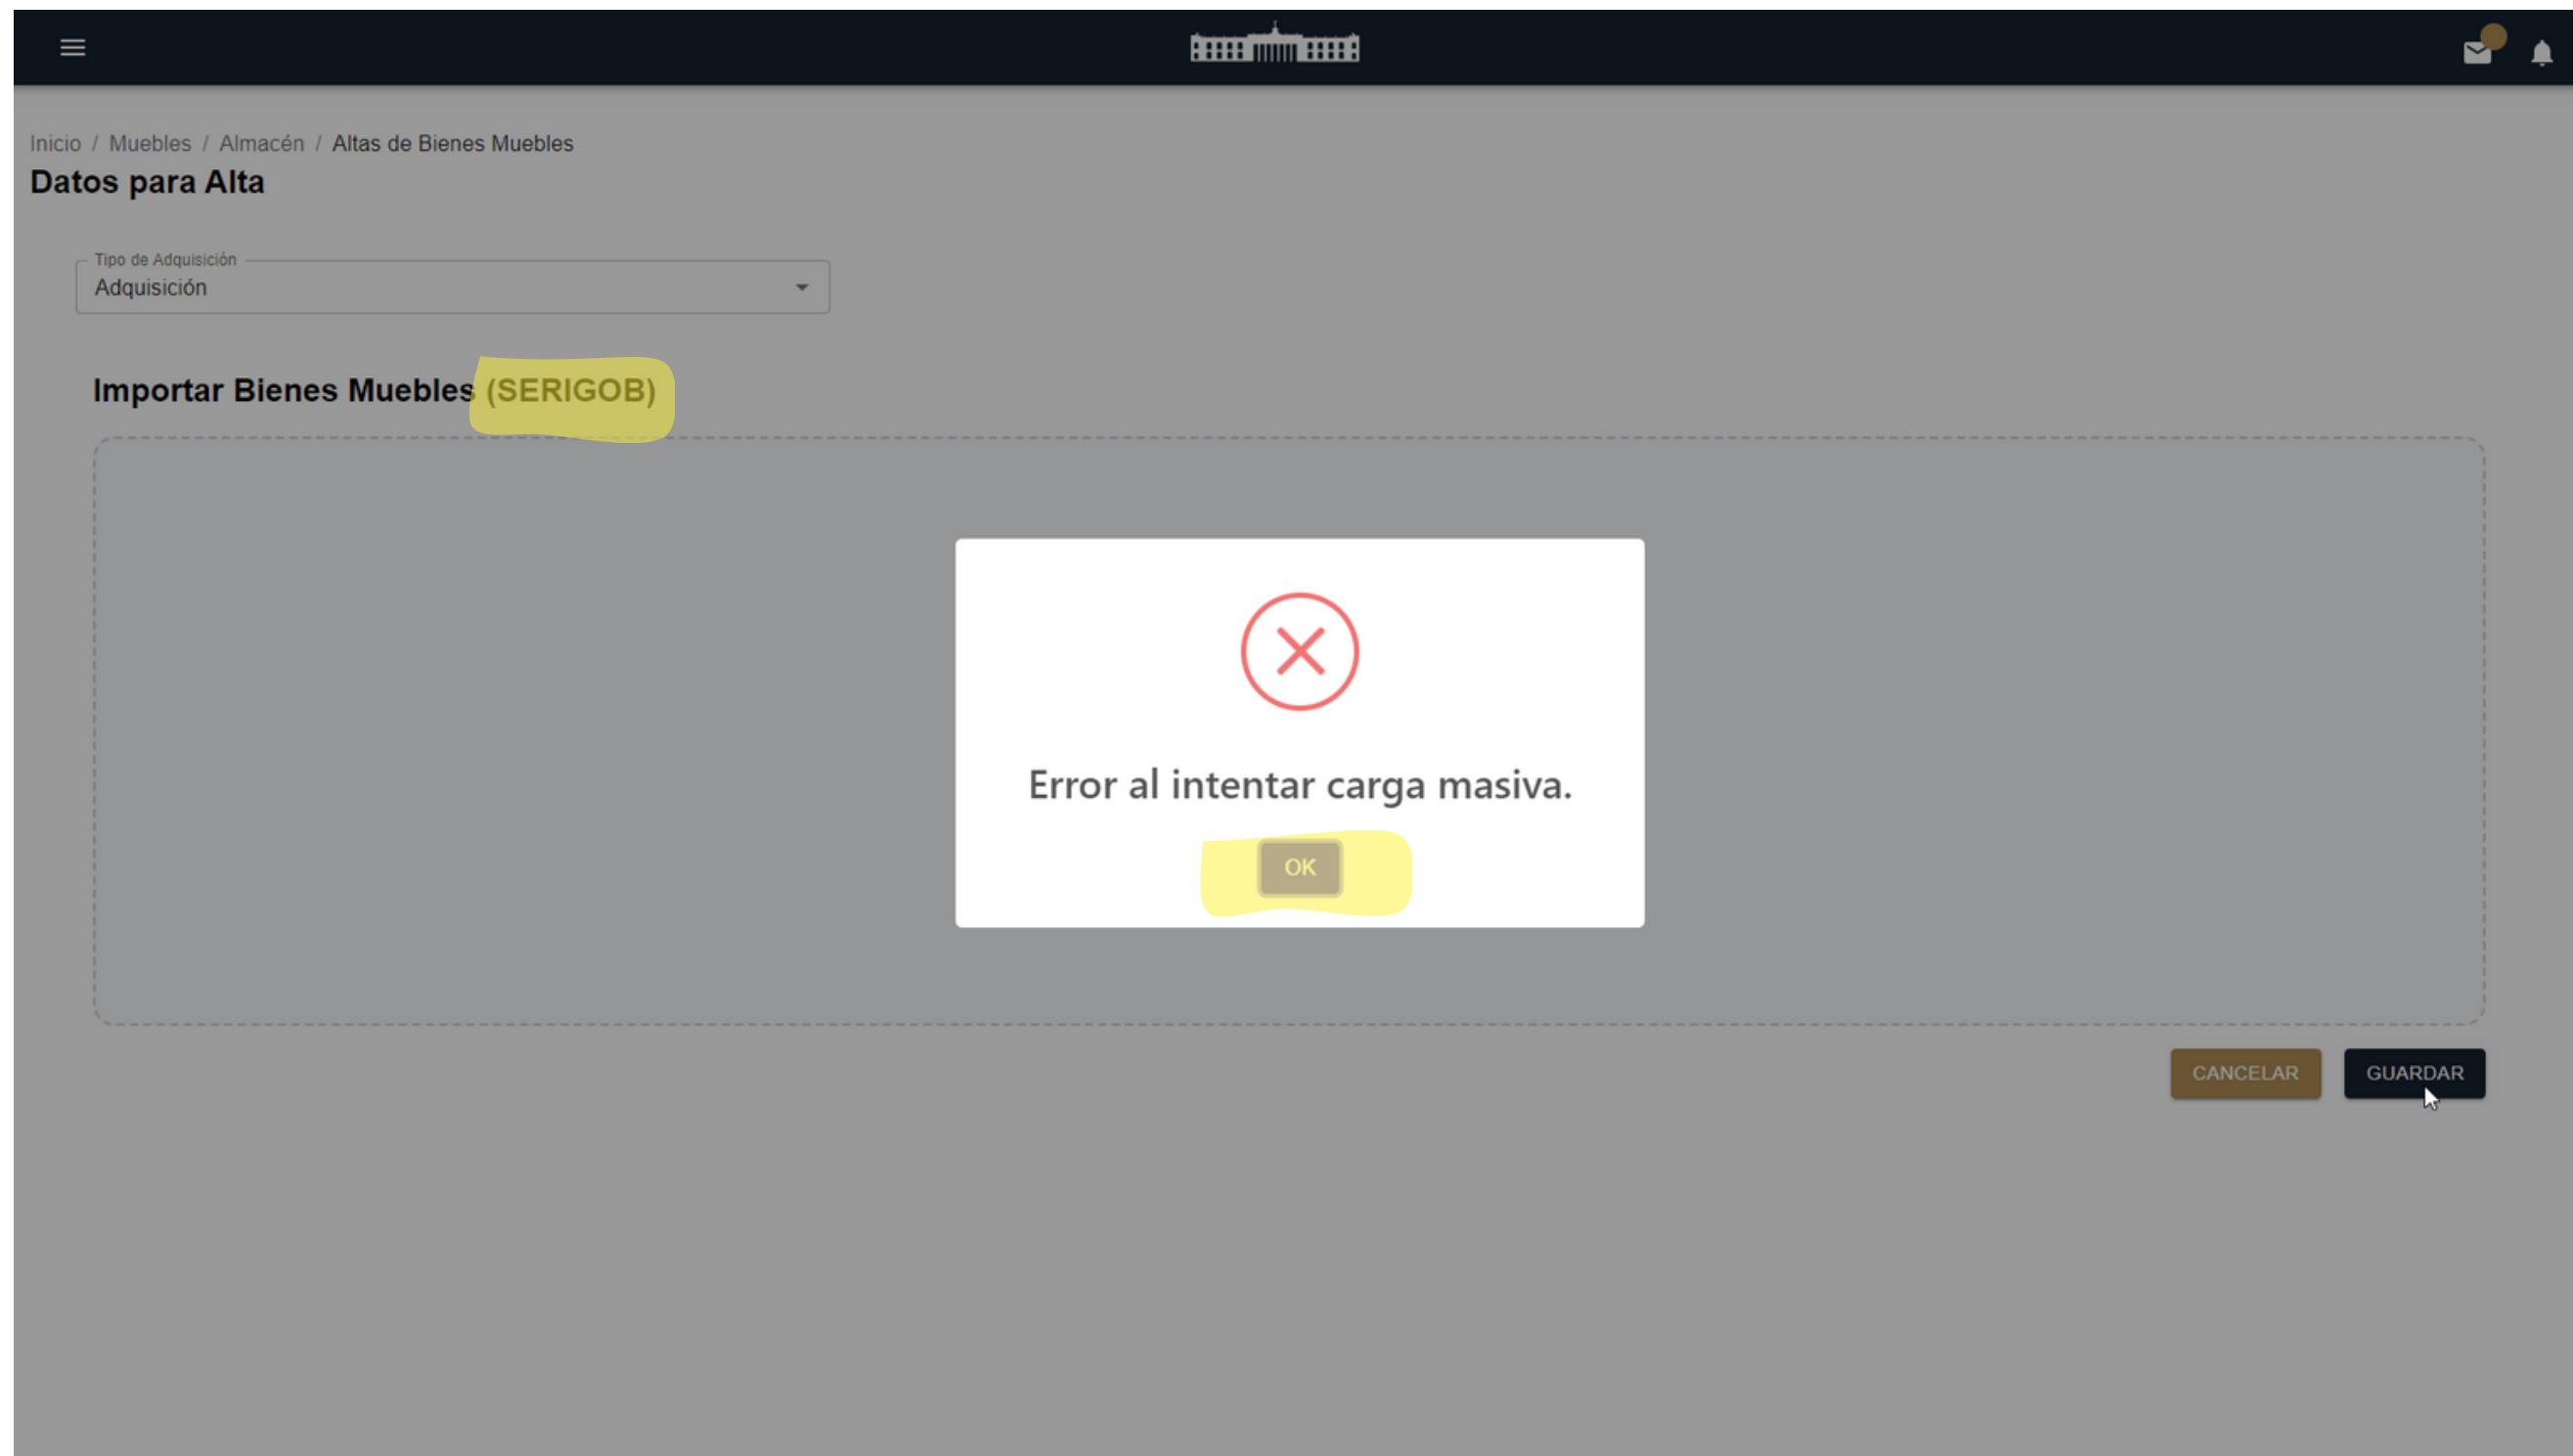 Inicio / Muebles / Almacén / Altas de Bienes Muebles
Datos para Alta
Tipo de Adquisición
Adquisición
Importar Bienes Muebles (SERIGOB)
Error al intentar carga masiva.
OK
CANCELAR GUARDAR